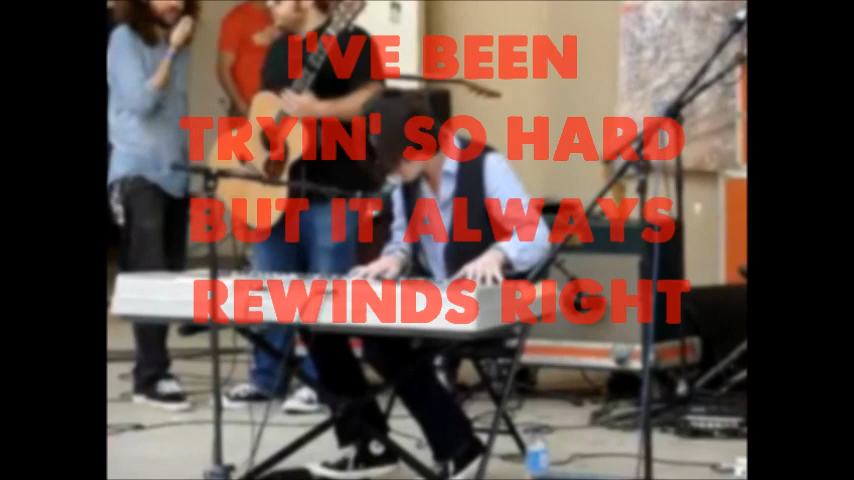 I'VE BEEN
TRYIN' SO HARD
BUT IT ALWAYS
REWINDS RIGHT